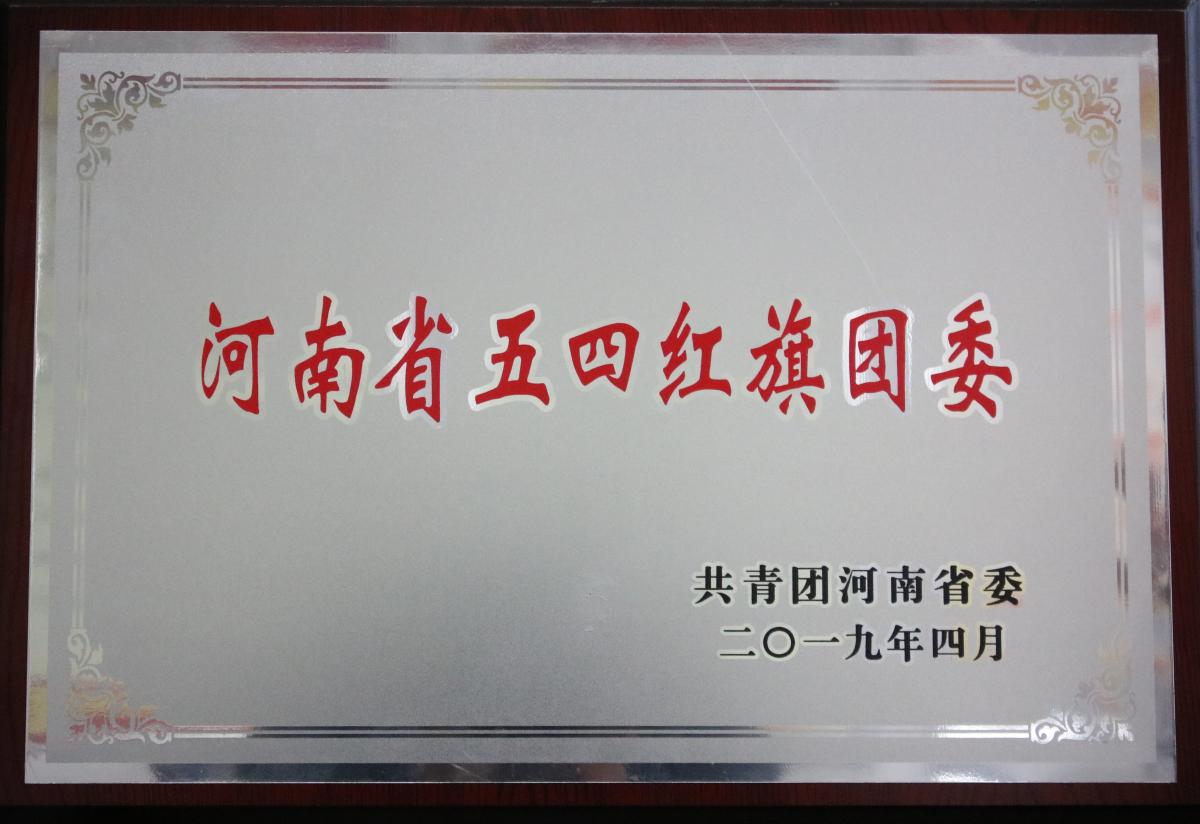 河南省五四红旗团委
共青团河南省委
二〇一九年四月